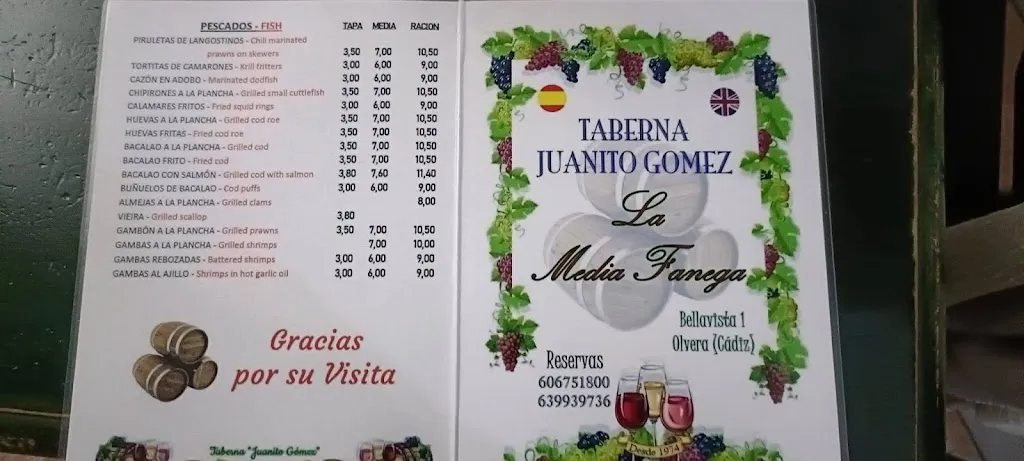 PESCADOS - FISH TAPA MEDIA RACION
PIRULETAS DE LANGOSTINOS - Chili marinated
prawns on skewers 3,50 7,00 10,50
TORTITAS DE CAMARONES - Krill fritters 3,00 6,00 9,00
CAZÓN EN ADOBO - Marinated dogfish 3,00 6,00 9,00
CHIPIRONES A LA PLANCHA - Grilled small cuttlefish 3,50 7,00 10,50
CALAMARES FRITOS - Fried squid rings 3,00 6,00 9,00
HUEVAS A LA PLANCHA - Grilled cod roe 3,50 7,00 10,50
HUEVAS FRITAS - Fried cod roe 3,50 7,00 10,50
BACALAO A LA PLANCHA - Grilled cod 3,50 7,00 10,50
BACALAO FRITO - Fried cod 3,50 7,00 10,50
BACALAO CON SALMÓN - Grilled cod with salmon 3,80 7,60 11,40
BUÑUELOS DE BACALAO - Cod puffs 3,00 6,00 9,00
ALMEJAS A LA PLANCHA - Grilled clams 8,00
VIEIRA - Grilled scallop 3,80
GAMBÓN A LA PLANCHA - Grilled prawns 3,50 7,00 10,50
GAMBAS A LA PLANCHA - Grilled shrimps 7,00 10,00
GAMBAS REBOZADAS - Battered shrimps 3,00 6,00 9,00
GAMBAS AL AJILLO - Shrimps in hot garlic oil 3,00 6,00 9,00
Gracias
por su Visita
Taberna "Juanito Gómez"
TABERNA
JUANITO GOMEZ
La
Media Fanega
Bellavista 1
Olvera (Cádiz)
Reservas
606751800
639939736
Desde 1974